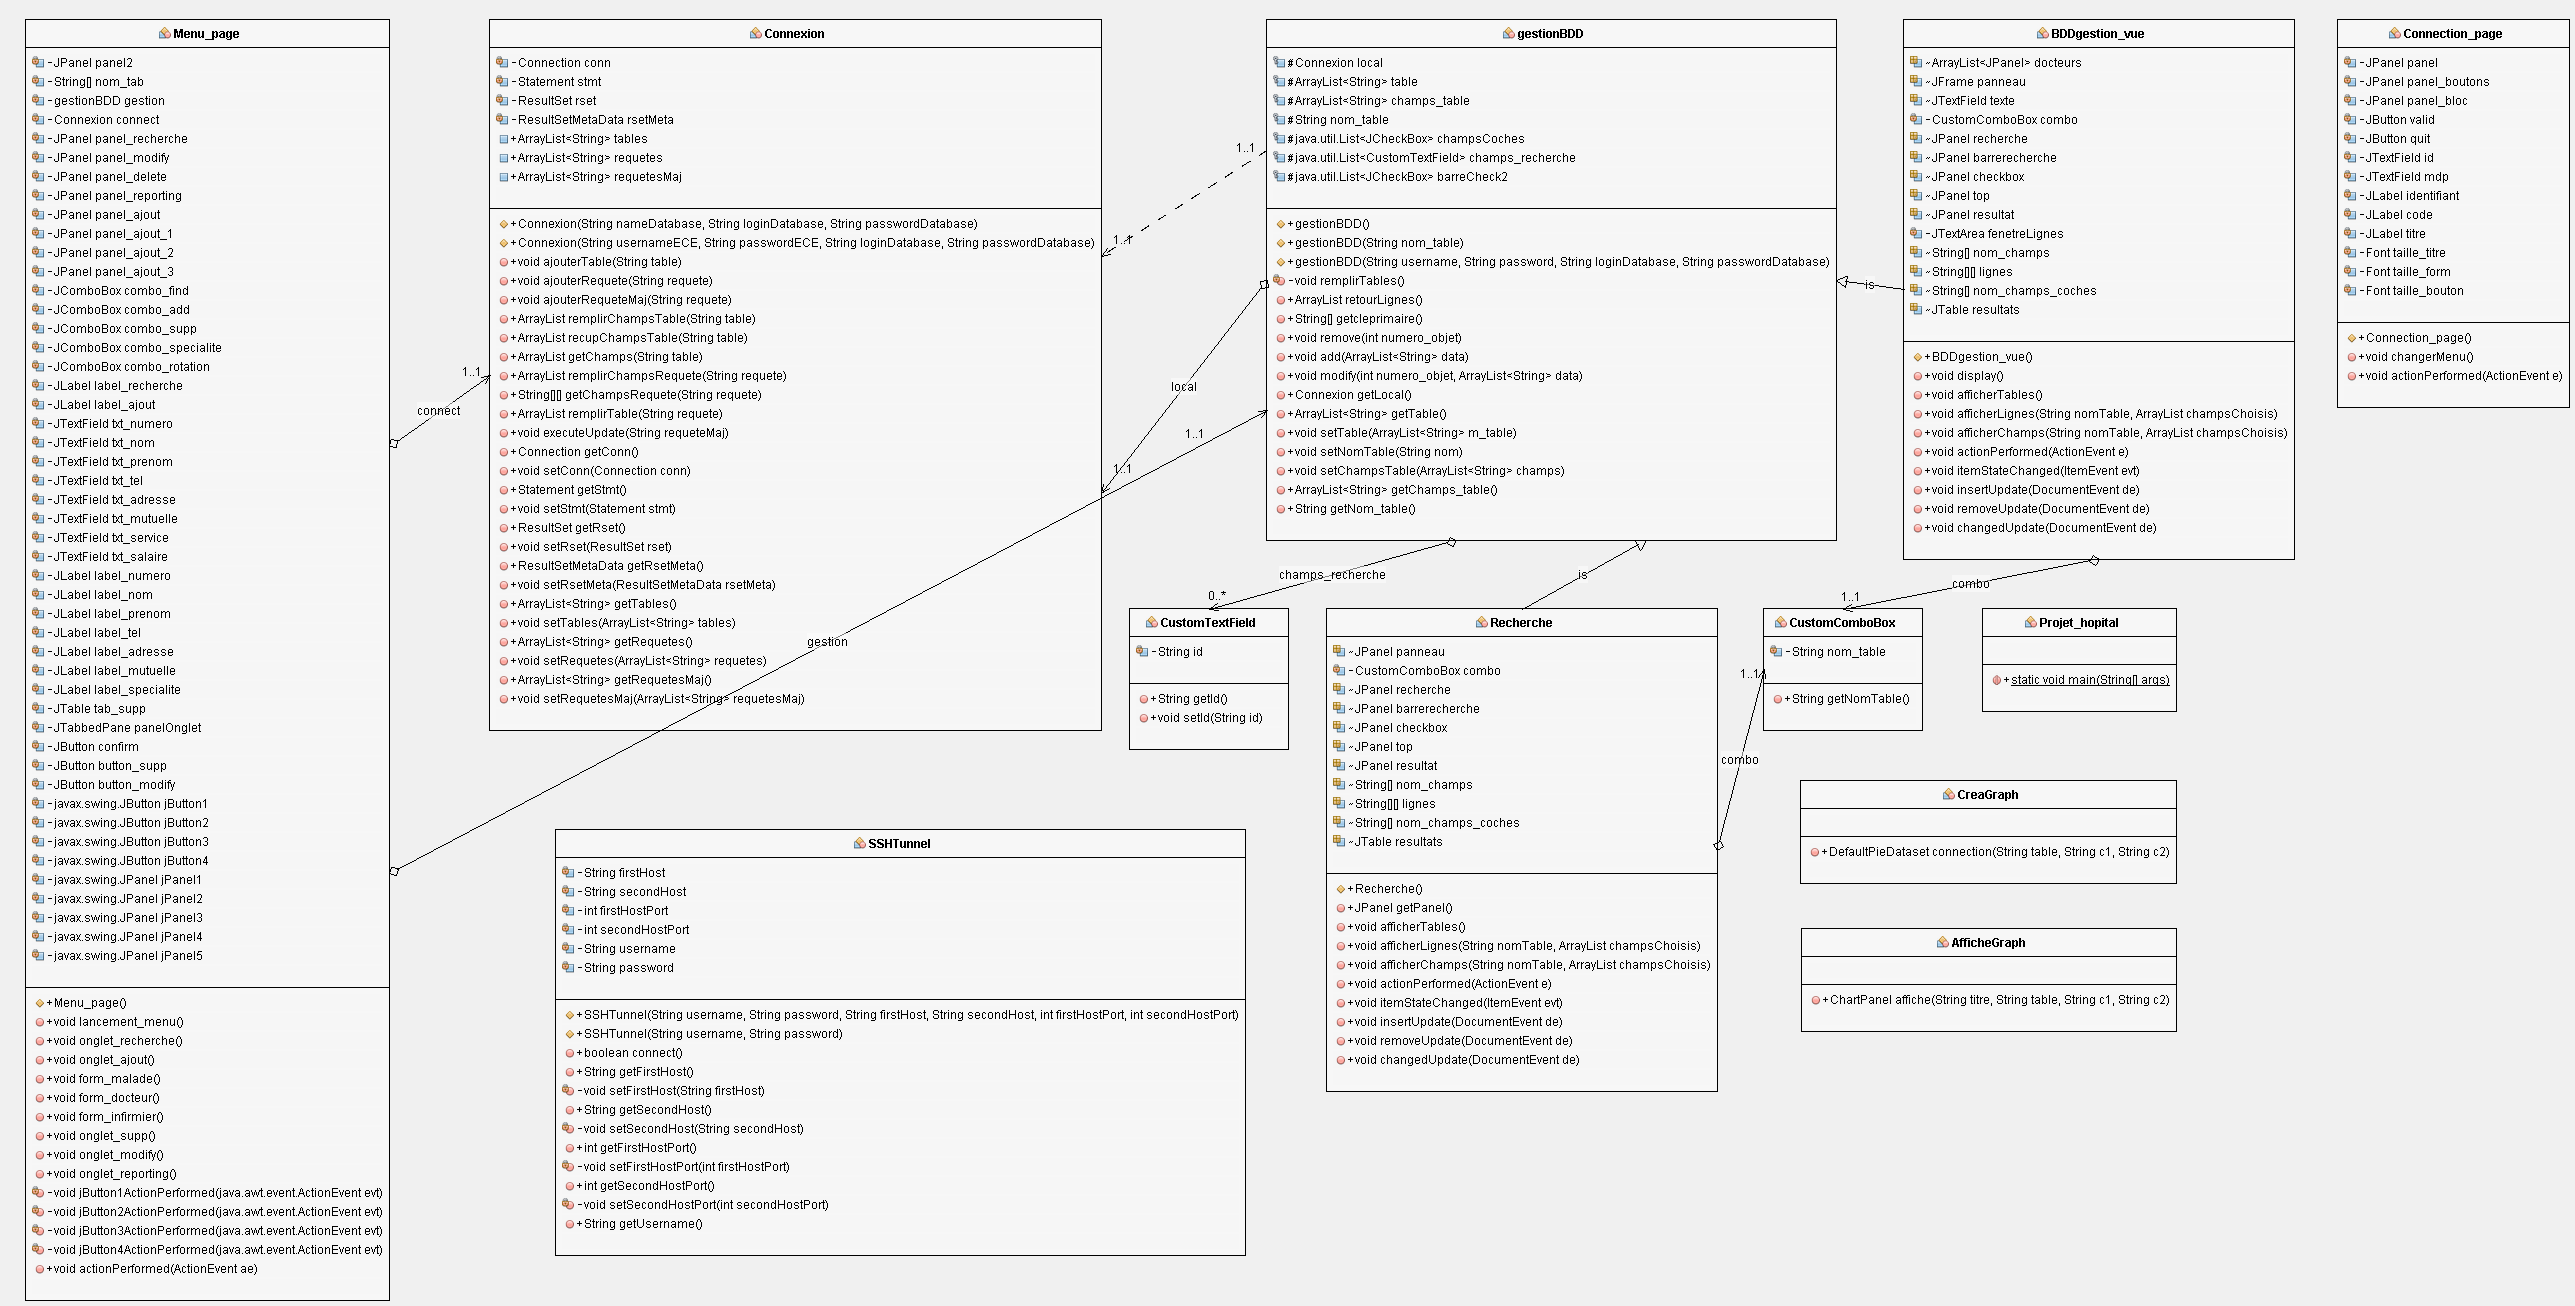 Menu_page
-JPanel panel2
-String[] nom_tab
-gestionBDD gestion
-Connexion connect
-JPanel panel_recherche
-JPanel panel_modify
-JPanel panel_delete
-JPanel panel_reporting
-JPanel panel_ajout
-JPanel panel_ajout_1
-JPanel panel_ajout_2
-JPanel panel_ajout_3
-JComboBox combo_find
-JComboBox combo_add
-JComboBox combo_supp
-JComboBox combo_specialite
-JComboBox combo_rotation
-JLabel label_recherche
-JLabel label_ajout
-JTextField txt_numero
-JTextField txt_nom
-JTextField txt_prenom
-JTextField txt_tel
-JTextField txt_adresse
-JTextField txt_mutuelle
-JTextField txt_service
-JTextField txt_salaire
-JLabel label_numero
-JLabel label_nom
-JLabel label_prenom
-JLabel label_tel
-JLabel label_adresse
-JLabel label_mutuelle
-JLabel label_specialite
-JTable tab_supp
-JTabbedPane panelOnglet
-JButton confirm
-JButton button_supp
-JButton button_modify
-javax.swing.JButton jButton1
-javax.swing.JButton jButton2
-javax.swing.JButton jButton3
-javax.swing.JButton jButton4
-javax.swing.JPanel jPanel1
-javax.swing.JPanel jPanel2
-javax.swing.JPanel jPanel3
-javax.swing.JPanel jPanel4
-javax.swing.JPanel jPanel5
+Menu_page()
+void lancement_menu()
+void onglet_recherche()
+void onglet_ajout()
+void form_malade()
+void form_docteur()
+void form_infirmier()
+void onglet_supp()
+void onglet_modify()
+void onglet_reporting()
-void jButton1ActionPerformed(java.awt.event.ActionEvent evt)
-void jButton2ActionPerformed(java.awt.event.ActionEvent evt)
-void jButton3ActionPerformed(java.awt.event.ActionEvent evt)
-void jButton4ActionPerformed(java.awt.event.ActionEvent evt)
+void actionPerformed(ActionEvent ae)
1..1
connect
gestion
Connexion
-Connection conn
-Statement stmt
-ResultSet rset
-ResultSetMetaData rsetMeta
+ArrayList<String> tables
+ArrayList<String> requetes
+ArrayList<String> requetesMaj
+Connexion(String nameDatabase, String loginDatabase, String passwordDatabase)
+Connexion(String usernameECE, String passwordECE, String loginDatabase, String passwordDatabase)
+void ajouterTable(String table)
+void ajouterRequete(String requete)
+void ajouterRequeteMaj(String requete)
+ArrayList remplirChampsTable(String table)
+ArrayList recupChampsTable(String table)
+ArrayList getChamps(String table)
+ArrayList remplirChampsRequete(String requete)
+String[][] getChampsRequete(String requete)
+ArrayList remplirTable(String requete)
+void executeUpdate(String requeteMaj)
+Connection getConn()
+void setConn(Connection conn)
+Statement getStmt()
+void setStmt(Statement stmt)
+ResultSet getRset()
+void setRset(ResultSet rset)
+ResultSetMetaData getRsetMeta()
+void setRsetMeta(ResultSetMetaData rsetMeta)
+ArrayList<String> getTables()
+void setTables(ArrayList<String> tables)
+ArrayList<String> getRequetes()
+void setRequetes(ArrayList<String> requetes)
+ArrayList<String> getRequetesMaj()
+void setRequetesMaj(ArrayList<String> requetesMaj)
1..1
1..1
local
1..1
1..1
gestionBDD
#Connexion local
#ArrayList<String> table
#ArrayList<String> champs_table
#String nom_table
#java.util.List<JCheckBox> champsCoches
#java.util.List<CustomTextField> champs_recherche
#java.util.List<JCheckBox> barreCheck2
+gestionBDD()
+gestionBDD(String nom_table)
+gestionBDD(String username, String password, String loginDatabase, String passwordDatabase)
-void remplirTables()
+ArrayList retourLignes()
+String[] getcleprimaire()
+void remove(int numero_objet)
+void add(ArrayList<String> data)
+void modify(int numero_objet, ArrayList<String> data)
+Connexion getLocal()
+ArrayList<String> getTable()
+void setTable(ArrayList<String> m_table)
+void setNomTable(String nom)
+void setChampsTable(ArrayList<String> champs)
+ArrayList<String> getChamps_table()
+String getNom_table()
is
BDDgestion_vue
~ArrayList<JPanel> docteurs
~JFrame panneau
~JTextField texte
-CustomComboBox combo
~JPanel recherche
~JPanel barrerecherche
~JPanel checkbox
~JPanel top
~JPanel resultat
-JTextArea fenetreLignes
~String[] nom_champs
~String[][] lignes
~String[] nom_champs_coches
~JTable resultats
+BDDgestion_vue()
+void display()
+void afficherTables()
+void afficherLignes(String nomTable, ArrayList champsChoisis)
+void afficherChamps(String nomTable, ArrayList champsChoisis)
+void actionPerformed(ActionEvent e)
+void itemStateChanged(ItemEvent evt)
+void insertUpdate(DocumentEvent de)
+void removeUpdate(DocumentEvent de)
+void changedUpdate(DocumentEvent de)
Connection_page
-JPanel panel
-JPanel panel_boutons
-JPanel panel_bloc
-JButton valid
-JButton quit
-JTextField id
-JTextField mdp
-JLabel identifiant
-JLabel code
-JLabel titre
-Font taille_titre
-Font taille_form
-Font taille_bouton
+Connection_page()
+void changerMenu()
+void actionPerformed(ActionEvent e)
champs_recherche
0..*
is
combo
1..1
CustomTextField
-String id
+String getId()
+void setId(String id)
Recherche
~JPanel panneau
-CustomComboBox combo
~JPanel recherche
~JPanel barrerecherche
~JPanel checkbox
~JPanel top
~JPanel resultat
~String[] nom_champs
~String[][] lignes
~String[] nom_champs_coches
~JTable resultats
+Recherche()
+JPanel getPanel()
+void afficherTables()
+void afficherLignes(String nomTable, ArrayList champsChoisis)
+void afficherChamps(String nomTable, ArrayList champsChoisis)
+void actionPerformed(ActionEvent e)
+void itemStateChanged(ItemEvent evt)
+void insertUpdate(DocumentEvent de)
+void removeUpdate(DocumentEvent de)
+void changedUpdate(DocumentEvent de)
1..1
combo
CustomComboBox
-String nom_table
+String getNomTable()
Projet_hopital
+static void main(String[] args)
CreaGraph
+DefaultPieDataset connection(String table, String c1, String c2)
AfficheGraph
+ChartPanel affiche(String titre, String table, String c1, String c2)
SSHTunnel
-String firstHost
-String secondHost
-int firstHostPort
-int secondHostPort
-String username
-String password
+SSHTunnel(String username, String password, String firstHost, String secondHost, int firstHostPort, int secondHostPort)
+SSHTunnel(String username, String password)
+boolean connect()
+String getFirstHost()
-void setFirstHost(String firstHost)
+String getSecondHost()
-void setSecondHost(String secondHost)
+int getFirstHostPort()
-void setFirstHostPort(int firstHostPort)
+int getSecondHostPort()
-void setSecondHostPort(int secondHostPort)
+String getUsername()